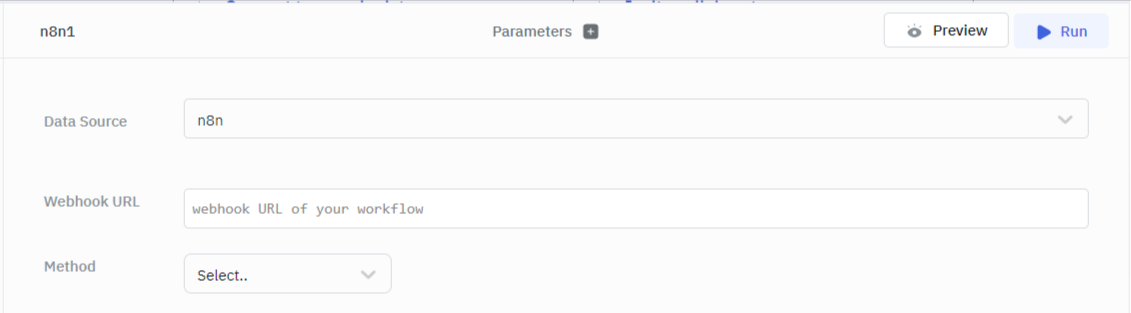 n8n1
Parameters
Preview
Run
Data Source
n8n
Webhook URL
webhook URL of your workflow
Method
Select..